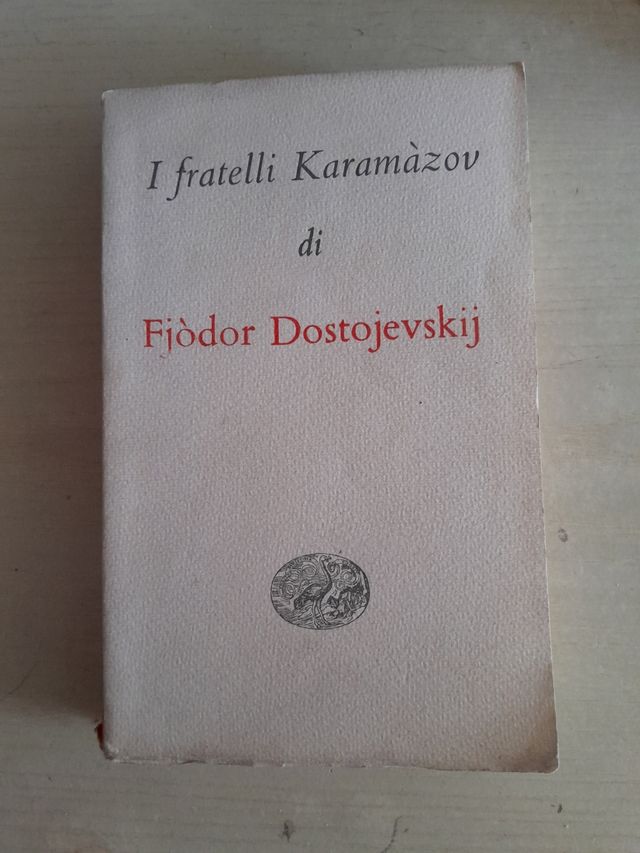 I fratelli Karamàzov
di
Fjòdor Dostojevskij